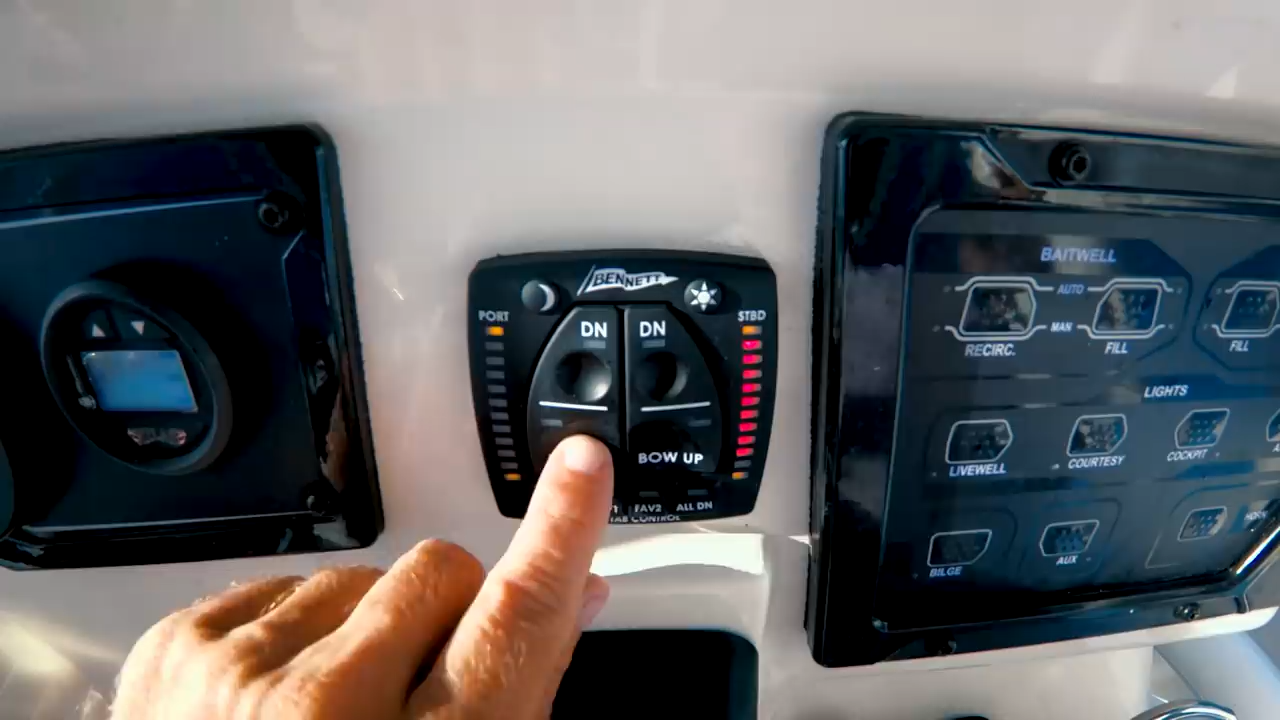 BENNETT
PORT
STBD
DN DN
BOW UP
FAV2 ALL DN
TAB CONTROL
BAITWELL
AUTO
MAN
RECIRC. FILL FILL
LIGHTS
LIVEWELL COURTESY COCKPIT
BILGE AUX